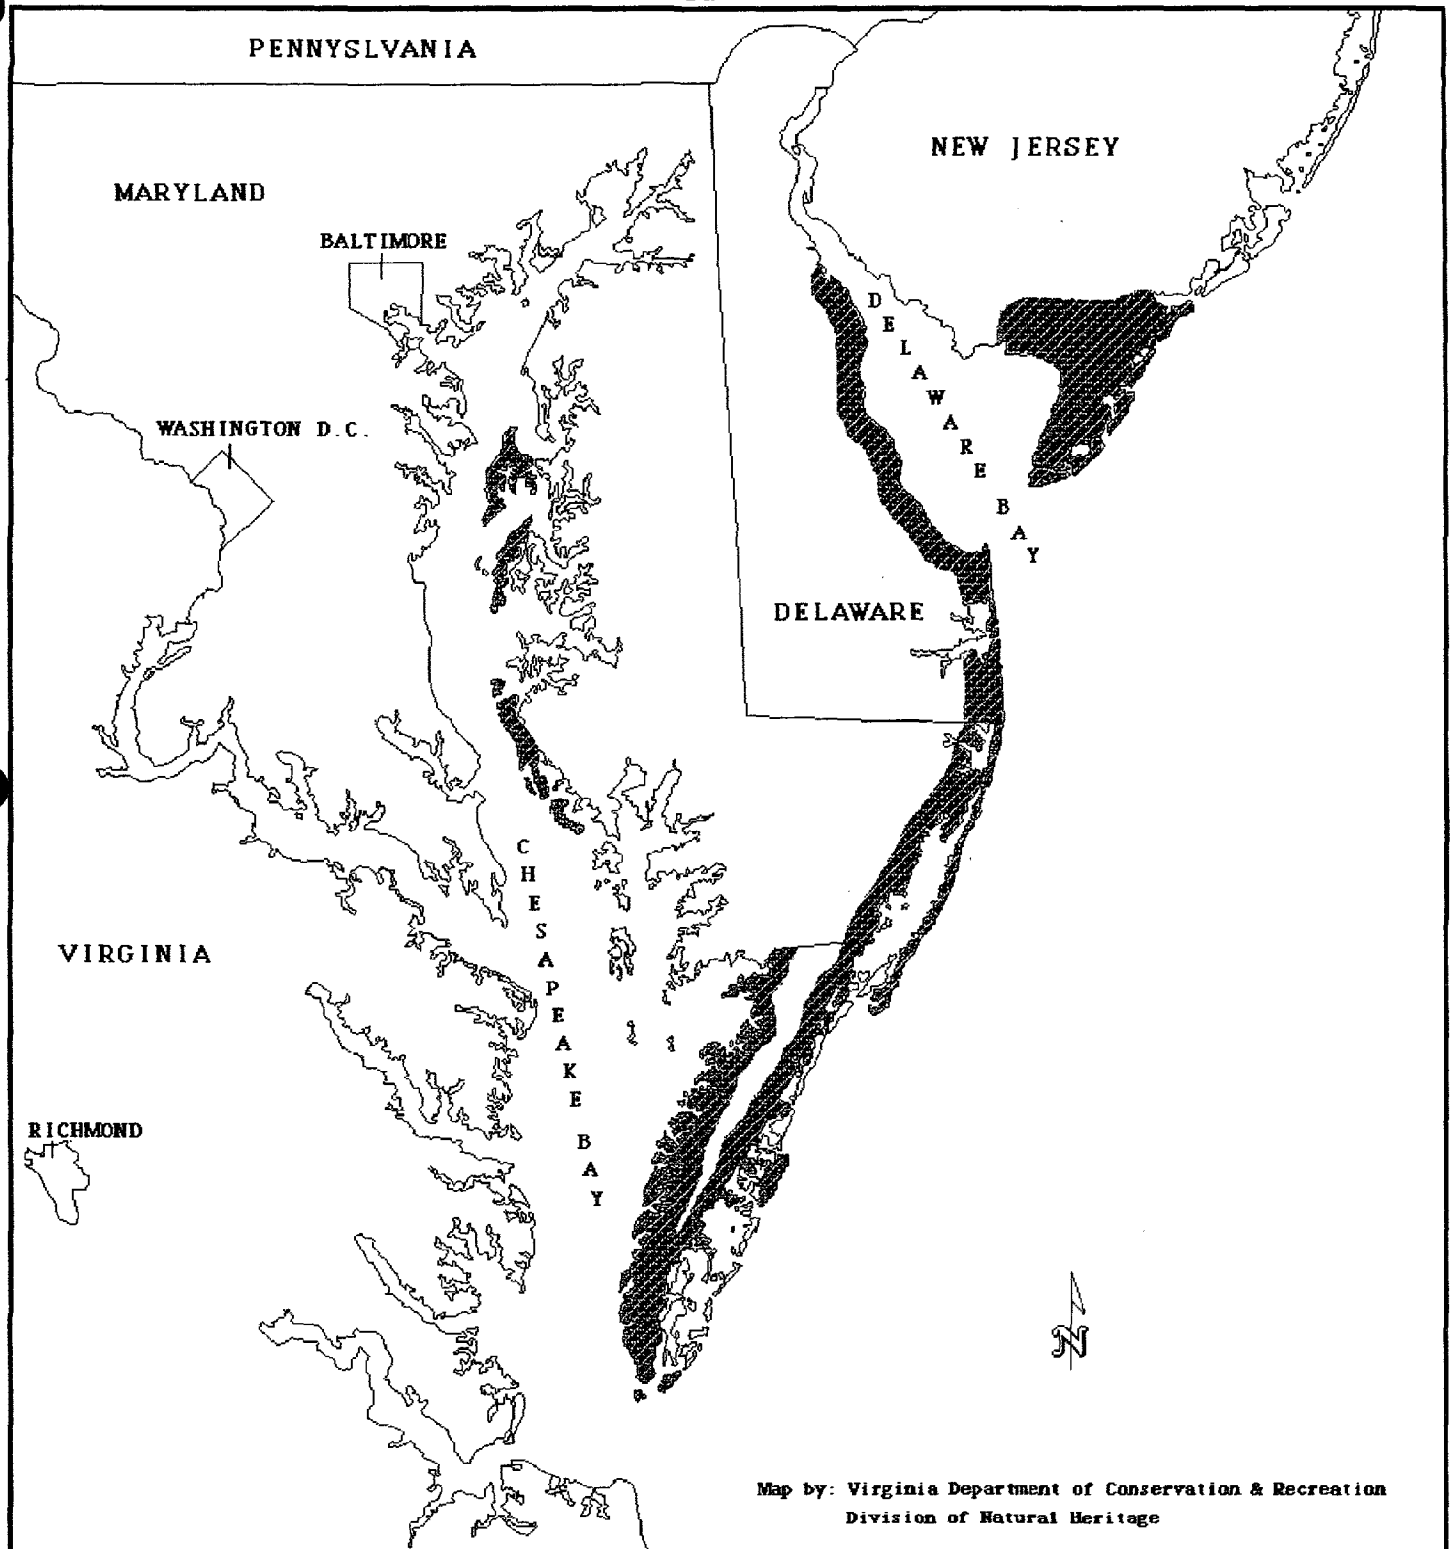 PENNYSLVANIA
NEW JERSEY
MARYLAND
BALTIMORE
DELAWARE BAY
WASHINGTON D.C.
DELAWARE
CHESAPEAKE BAY
VIRGINIA
RICHMOND
N
Map by: Virginia Department of Conservation & Recreation
Division of Natural Heritage